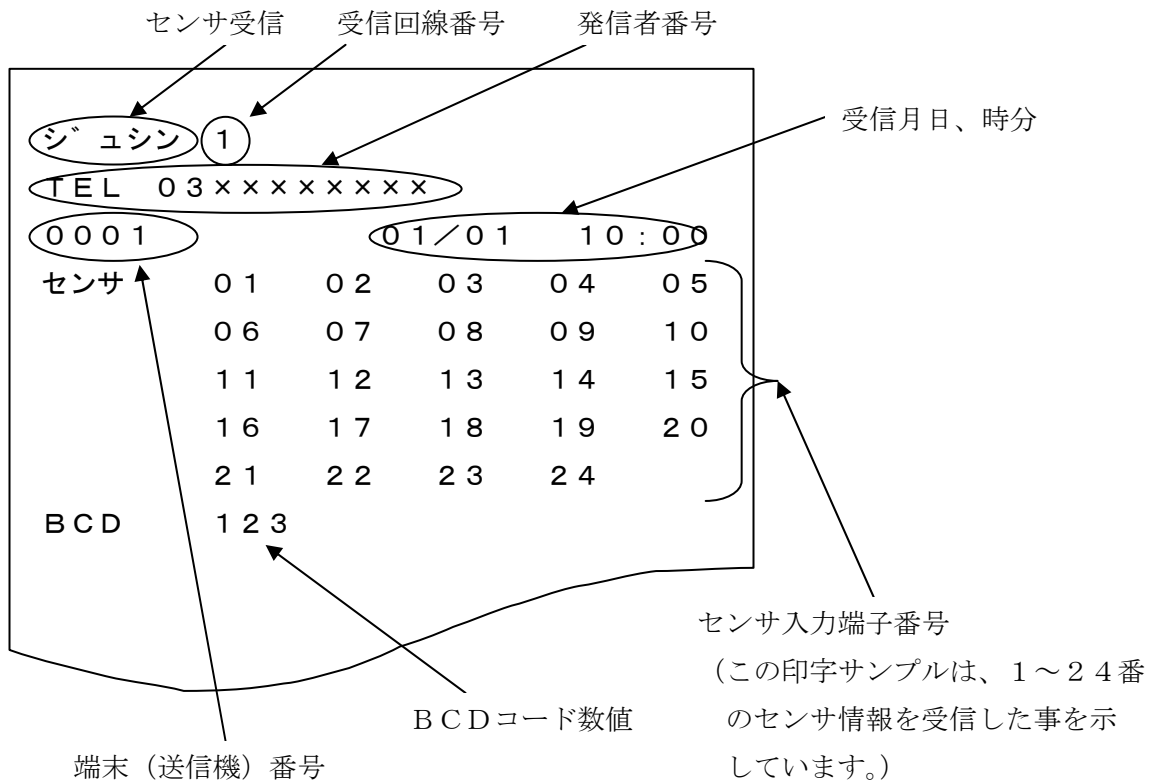 センサ受信 受信回線番号 発信者番号
受信月日、時分
ジュシン 1
TEL 03××××××××
0001 01/01 10:00
センサ 01 02 03 04 05
06 07 08 09 10
11 12 13 14 15
16 17 18 19 20
21 22 23 24
BCD 123
センサ入力端子番号
(この印字サンプルは、1~24番
のセンサ情報を受信した事を示
しています。)
BCDコード数値
端末(送信機)番号